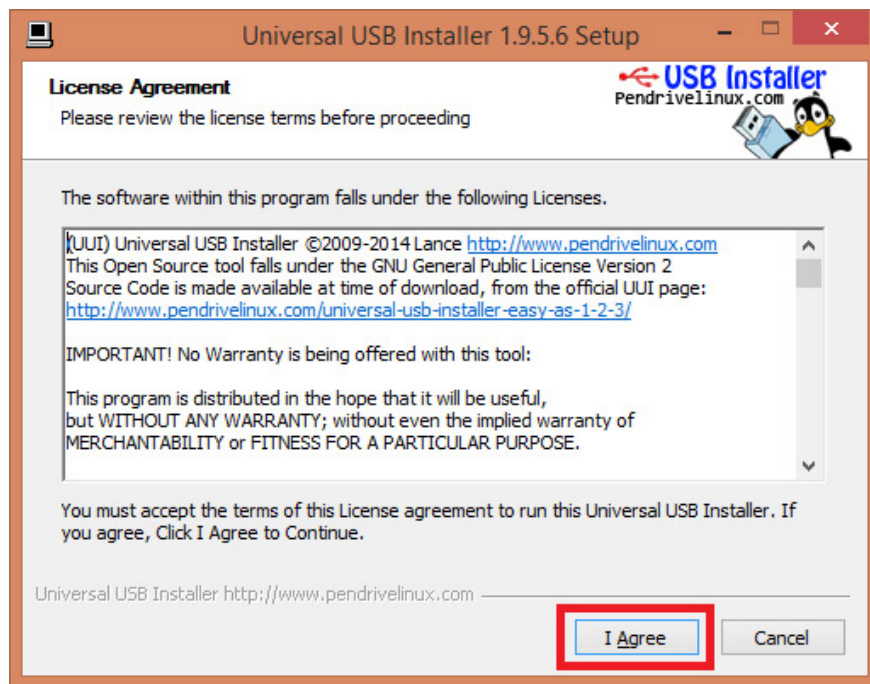 Universal USB Installer 1.9.5.6 Setup
License Agreement
Please review the license terms before proceeding
USB Installer
Pendrivelinux.com
The software within this program falls under the following Licenses.
(UUI) Universal USB Installer ©2009-2014 Lance http://www.pendrivelinux.com
This Open Source tool falls under the GNU General Public License Version 2
Source Code is made available at time of download, from the official UUI page:
http://www.pendrivelinux.com/universal-usb-installer-easy-as-1-2-3/
IMPORTANT! No Warranty is being offered with this tool:
This program is distributed in the hope that it will be useful,
but WITHOUT ANY WARRANTY; without even the implied warranty of
MERCHANTABILITY or FITNESS FOR A PARTICULAR PURPOSE.
You must accept the terms of this License agreement to run this Universal USB Installer. If
you agree, Click I Agree to Continue.
Universal USB Installer http://www.pendrivelinux.com
I Agree
Cancel